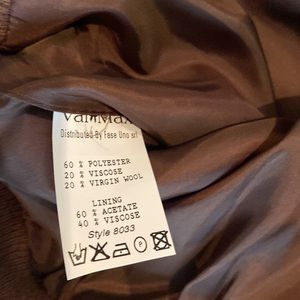 ValMax
Distributed By Fase Uno srl
60 % POLYESTER
20 % VISCOSE
20 % VIRGIN WOOL
LINING
60 % ACETATE
40 % VISCOSE
Style 8033
P